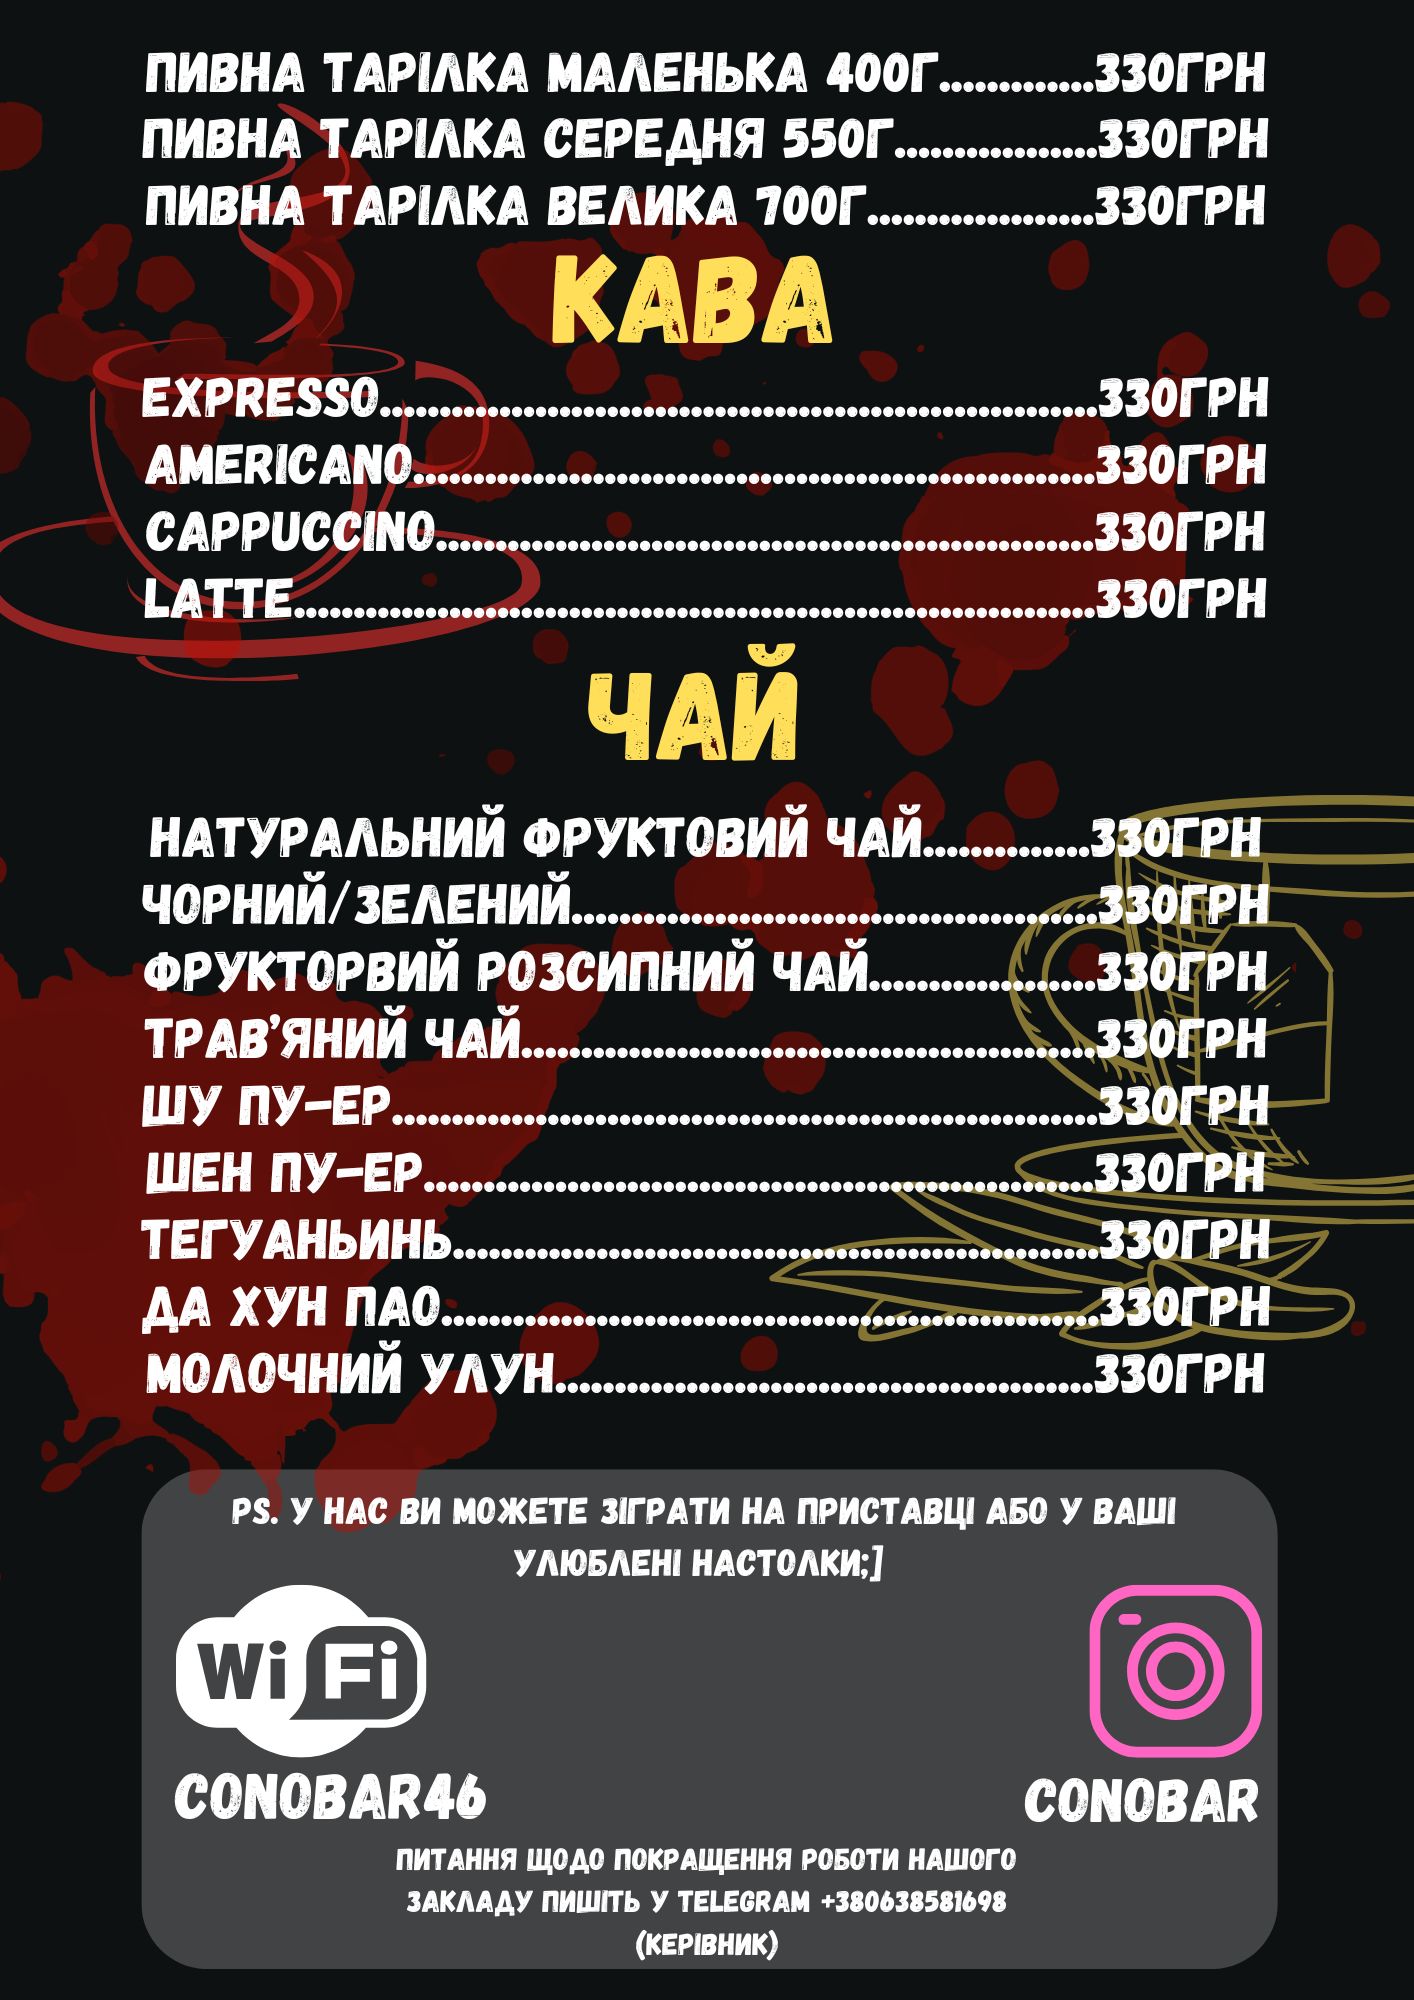 ПИВНА ТАРІЛКА МАЛЕНЬКА 400Г.............330ГРН
ПИВНА ТАРІЛКА СЕРЕДНЯ 550Г.................330ГРН
ПИВНА ТАРІЛКА ВЕЛИКА 700Г...................330ГРН
КАВА
EXPRESSO............................................................330ГРН
AMERICANO.........................................................330ГРН
CAPPUCCINO.......................................................330ГРН
LATTE...................................................................330ГРН
ЧАЙ
НАТУРАЛЬНИЙ ФРУКТОВИЙ ЧАЙ..............330ГРН
ЧОРНИЙ/ЗЕЛЕНИЙ............................................330ГРН
ФРУКТОРВИЙ РОЗСИПНИЙ ЧАЙ...................330ГРН
ТРАВ’ЯНИЙ ЧАЙ................................................330ГРН
ШУ ПУ-ЕР...........................................................330ГРН
ШЕН ПУ-ЕР........................................................330ГРН
ТЕГУАНЬИНЬ......................................................330ГРН
ДА ХУН ПАО.......................................................330ГРН
МОЛОЧНИЙ УЛУН.............................................330ГРН
PS. У НАС ВИ МОЖЕТЕ ЗІГРАТИ НА ПРИСТАВЦІ АБО У ВАШІ
УЛЮБЛЕНІ НАСТОЛКИ;]
Wi Fi
CONOBAR46
CONOBAR
ПИТАННЯ ЩОДО ПОКРАЩЕННЯ РОБОТИ НАШОГО
ЗАКЛАДУ ПИШІТЬ У TELEGRAM +380638581698
(КЕРІВНИК)